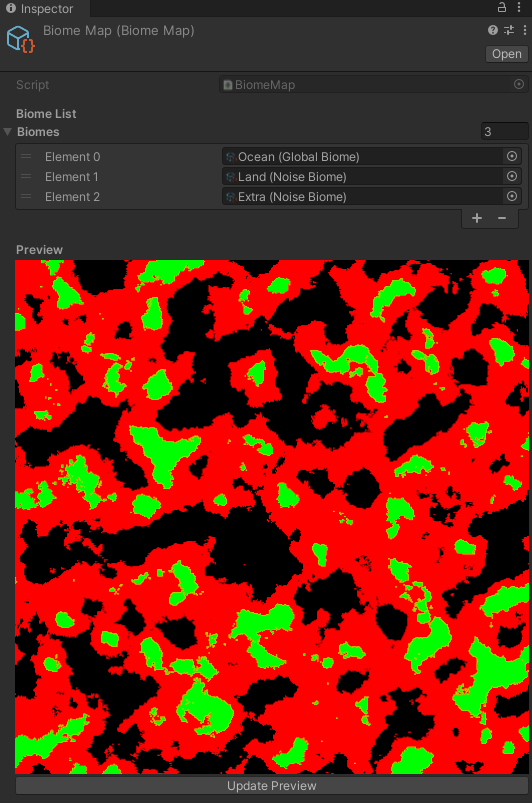 Inspector
Biome Map (Biome Map)
Open
Script BiomeMap
Biome List
Biomes 3
Element 0 Ocean (Global Biome)
Element 1 Land (Noise Biome)
Element 2 Extra (Noise Biome)
+ −
Preview
Update Preview